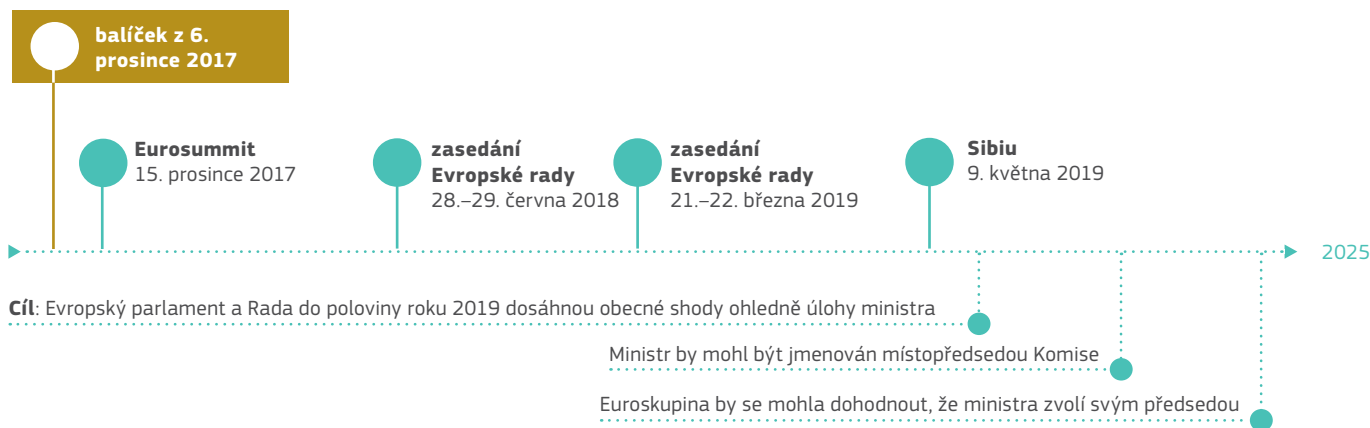 balíček z 6.
prosince 2017
Eurosummit
15. prosince 2017
zasedání
Evropské rady
28.–29. června 2018
zasedání
Evropské rady
21.–22. března 2019
Sibiu
9. května 2019
2025
Cíl: Evropský parlament a Rada do poloviny roku 2019 dosáhnou obecné shody ohledně úlohy ministra
Ministr by mohl být jmenován místopředsedou Komise
Euroskupina by se mohla dohodnout, že ministra zvolí svým předsedou